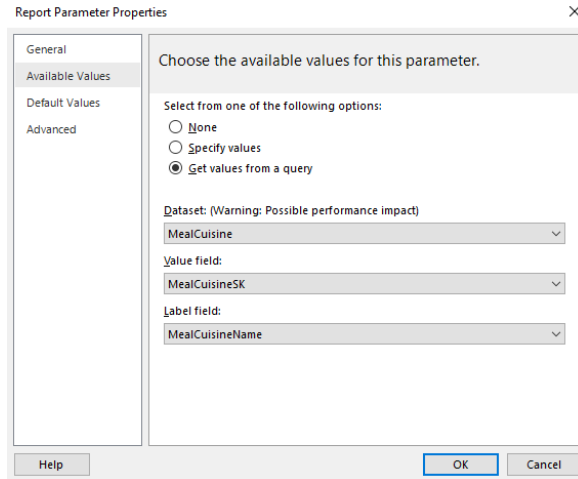 Report Parameter Properties
General
Available Values
Default Values
Advanced
Choose the available values for this parameter.
Select from one of the following options:
None
Specify values
Get values from a query
Dataset: (Warning: Possible performance impact)
MealCuisine
Value field:
MealCuisineSK
Label field:
MealCuisineName
Help
OK
Cancel